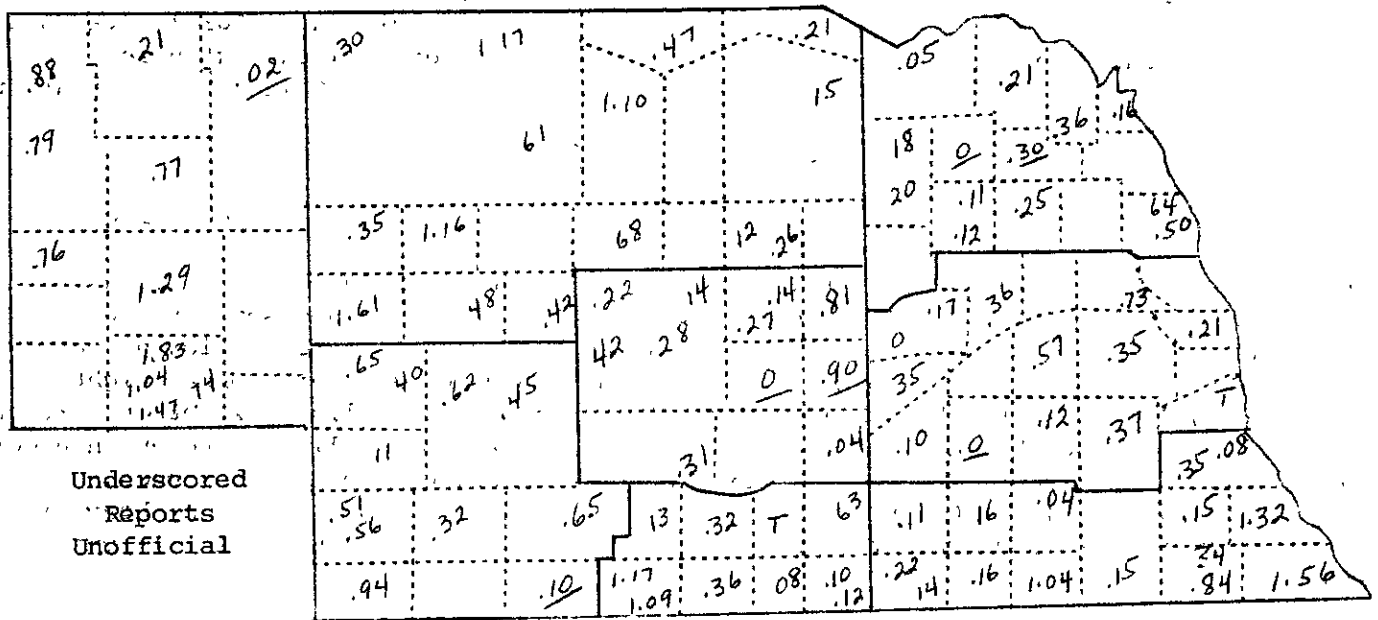 .30 1.17 .47 .21
.88 .21 .02 .05 .21
1.10 15 36 .16
.79 .77 61 18 0 .30
20 .11 .25 64
.35 1.16 68 12 .26 .12 .50
.76 1.29
1.61 48 .42 .22 14 .14 .81 .17 36 .73
42 .28 .27 0 .57 .35 .21
1.83
1.04 .74
1.47
.65 40 .62 .45 0 .90 35 T
11 31 .04 .10 .0 .12 .37
.35 .08
Underscored
Reports
Unofficial
.51 .32 .65 13 .32 T 63 .11 16 .04 .15 1.32
.56
.94 .10 1.17 .36 08 .10 .22 .16 1.04 .15 24 1.56
1.09 .12 14 .84